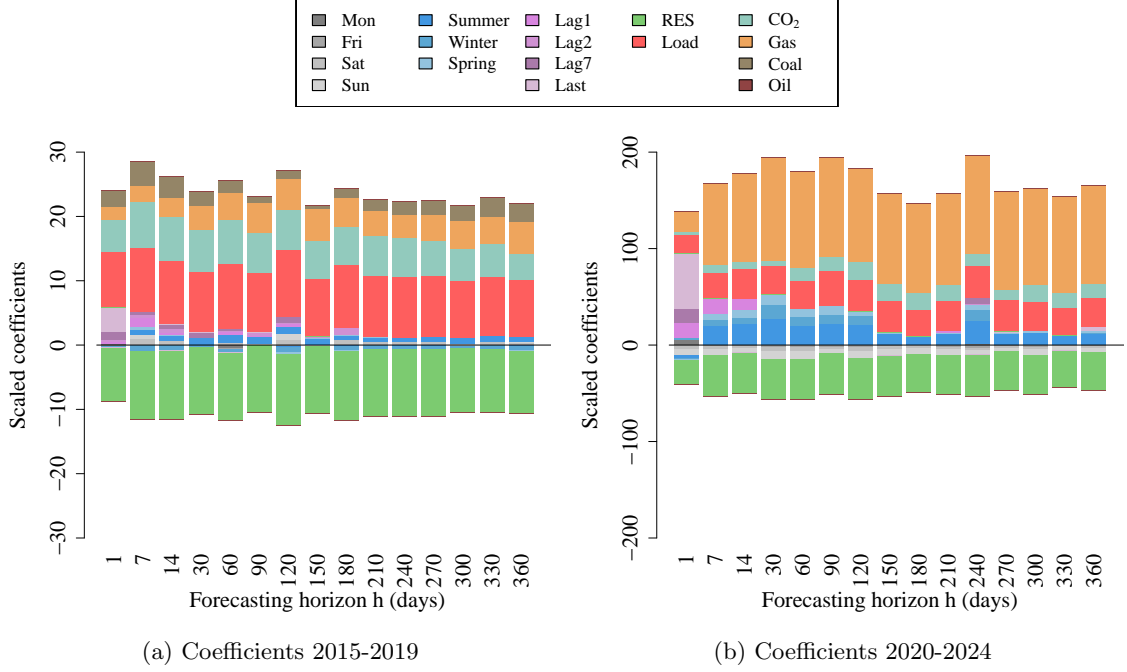 Mon Summer Lag1 RES CO₂
Fri Winter Lag2 Load Gas
Sat Spring Lag7 Coal
Sun Last Oil
Scaled coefficients
30
20
10
0
−10
−20
−30
1 7 14 30 60 90 120 150 180 210 240 270 300 330 360
Forecasting horizon h (days)
(a) Coefficients 2015-2019
Scaled coefficients
200
100
0
−100
−200
1 7 14 30 60 90 120 150 180 210 240 270 300 330 360
Forecasting horizon h (days)
(b) Coefficients 2020-2024